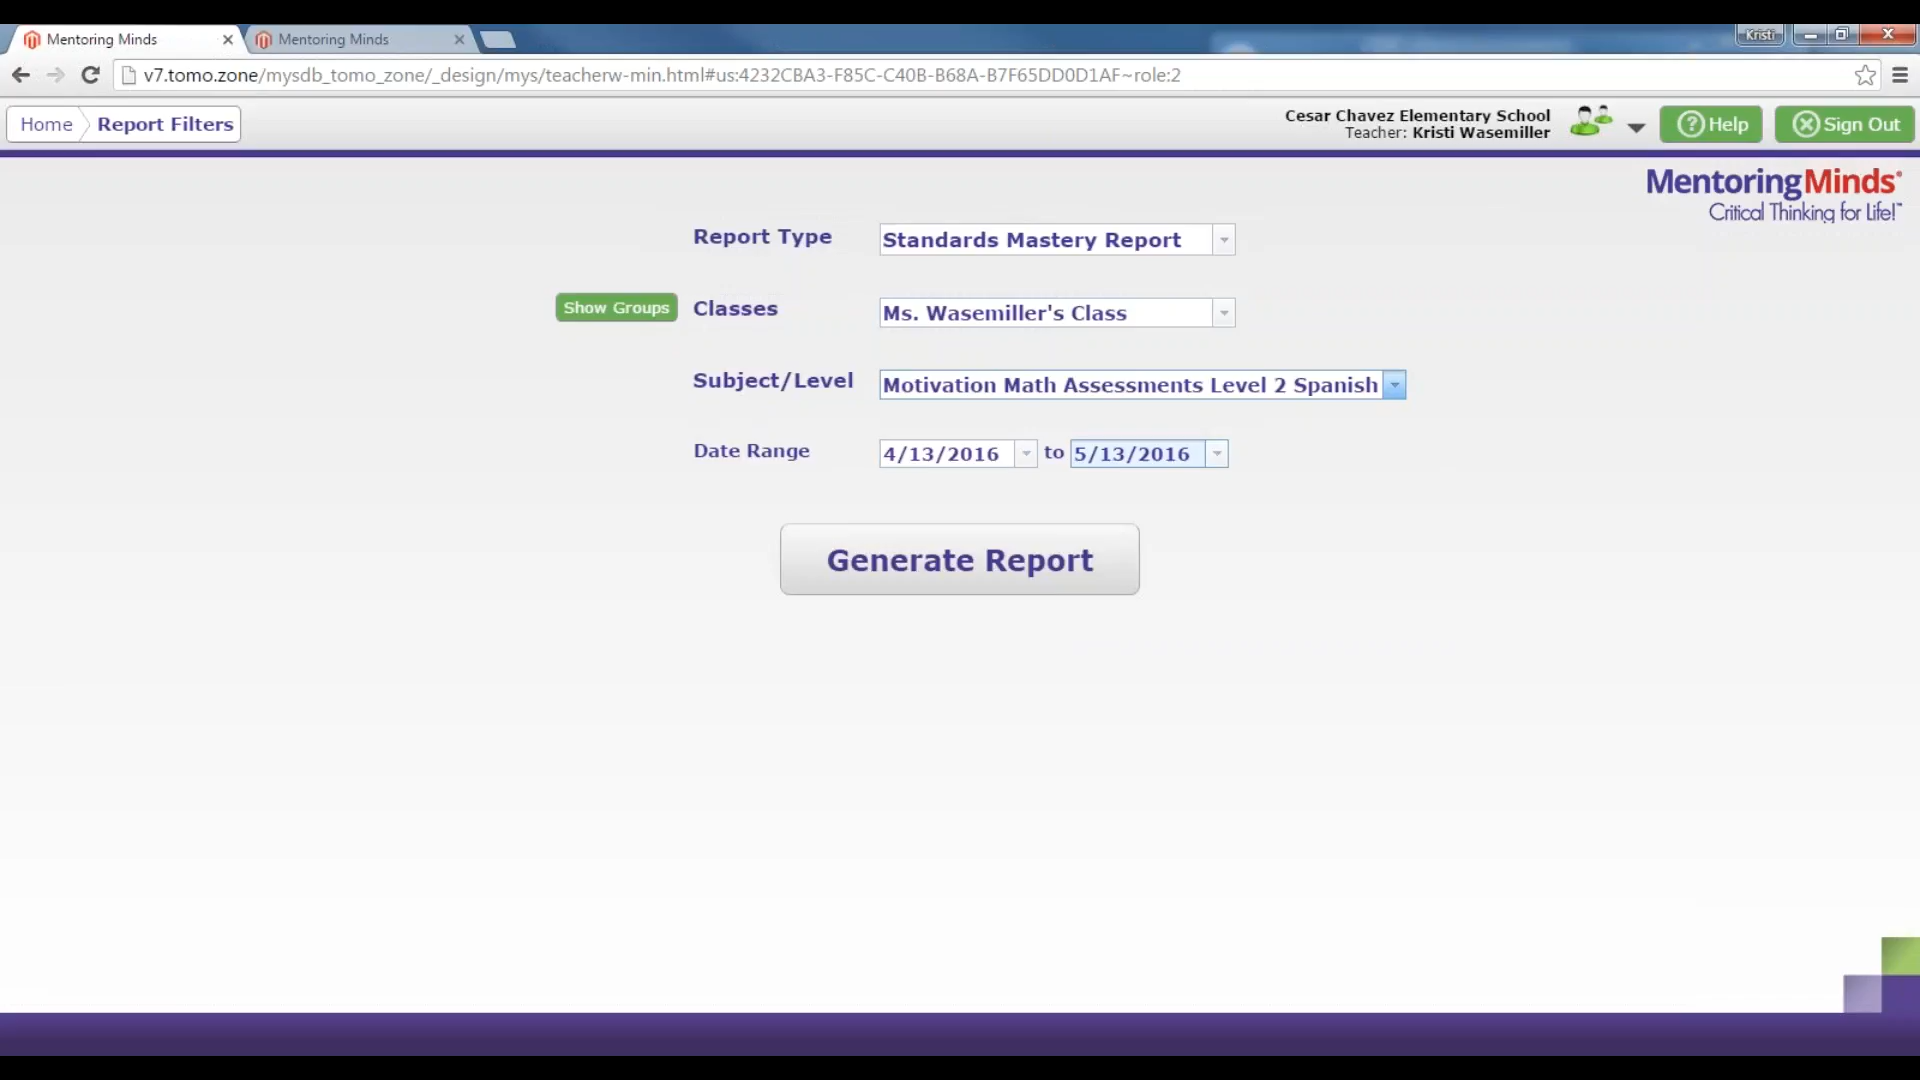 Mentoring Minds
Mentoring Minds
Kristi
v7.tomo.zone/mysdb_tomo_zone/_design/mys/teacherw-min.html#us:4232CBA3-F85C-C40B-B68A-B7F65DD0D1AF~role:2
Home
Report Filters
Cesar Chavez Elementary School
Teacher: Kristi Wasemiller
Help
Sign Out
MentoringMinds®
Critical Thinking for Life!™
Report Type
Standards Mastery Report
Show Groups
Classes
Ms. Wasemiller's Class
Subject/Level
Motivation Math Assessments Level 2 Spanish
Date Range
4/13/2016 to 5/13/2016
Generate Report